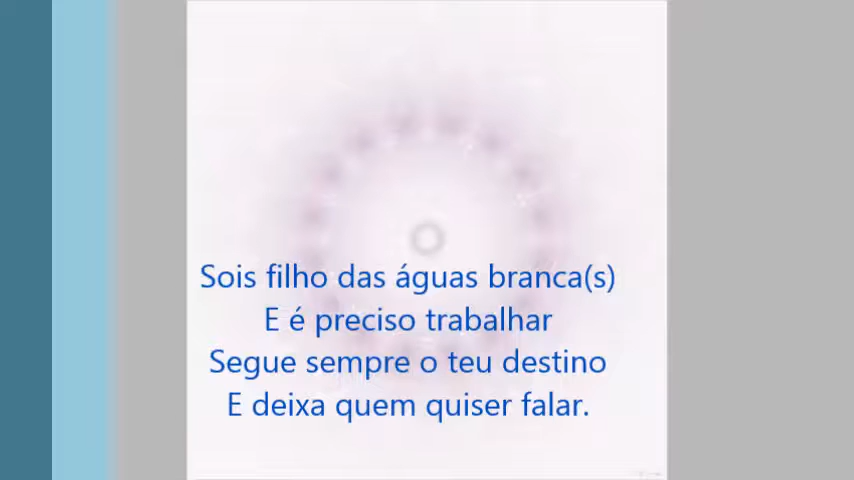 Sois filho das águas branca(s)
E é preciso trabalhar
Segue sempre o teu destino
E deixa quem quiser falar.